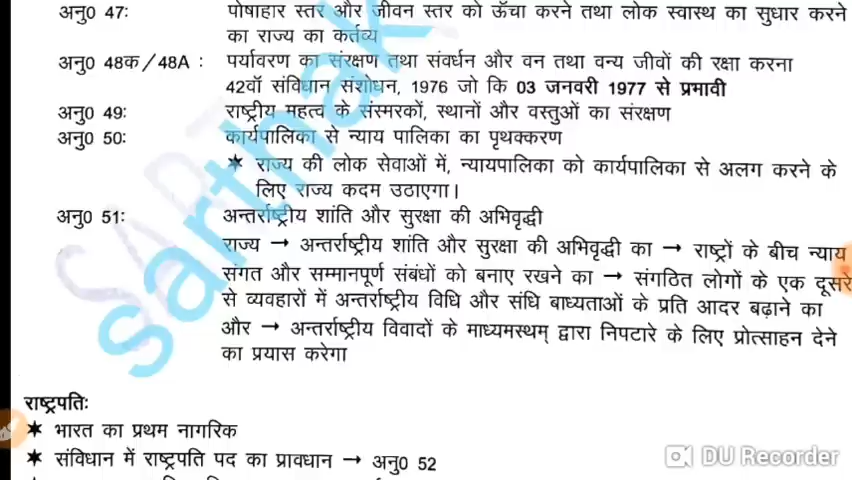 अनु0 47: पोषाहार स्तर और जीवन स्तर को ऊँचा करने तथा लोक स्वास्थ का सुधार करने
का राज्य का कर्तव्य
अनु0 48क/48A : पर्यावरण का संरक्षण तथा संवर्धन और वन तथा वन्य जीवों की रक्षा करना
42वॉ संविधान संशोधन, 1976 जो कि 03 जनवरी 1977 से प्रभावी
अनु0 49: राष्ट्रीय महत्व के संस्मरकों, स्थानों और वस्तुओं का संरक्षण
अनु0 50: कार्यपालिका से न्याय पालिका का पृथक्करण
★ राज्य की लोक सेवाओं में, न्यायपालिका को कार्यपालिका से अलग करने के
लिए राज्य कदम उठाएगा।
अनु0 51: अन्तर्राष्ट्रीय शांति और सुरक्षा की अभिवृद्धी
राज्य → अन्तर्राष्ट्रीय शांति और सुरक्षा की अभिवृद्धी का → राष्ट्रों के बीच न्याय
संगत और सम्मानपूर्ण संबंधों को बनाए रखने का → संगठित लोगों के एक दूसरे
से व्यवहारों में अन्तर्राष्ट्रीय विधि और संधि बाध्यताओं के प्रति आदर बढ़ाने का
और → अन्तर्राष्ट्रीय विवादों के माध्यमस्थम् द्वारा निपटारे के लिए प्रोत्साहन देने
का प्रयास करेगा
sarthak
राष्ट्रपतिः
★ भारत का प्रथम नागरिक
★ संविधान में राष्ट्रपति पद का प्रावधान → अनु0 52
DU Recorder